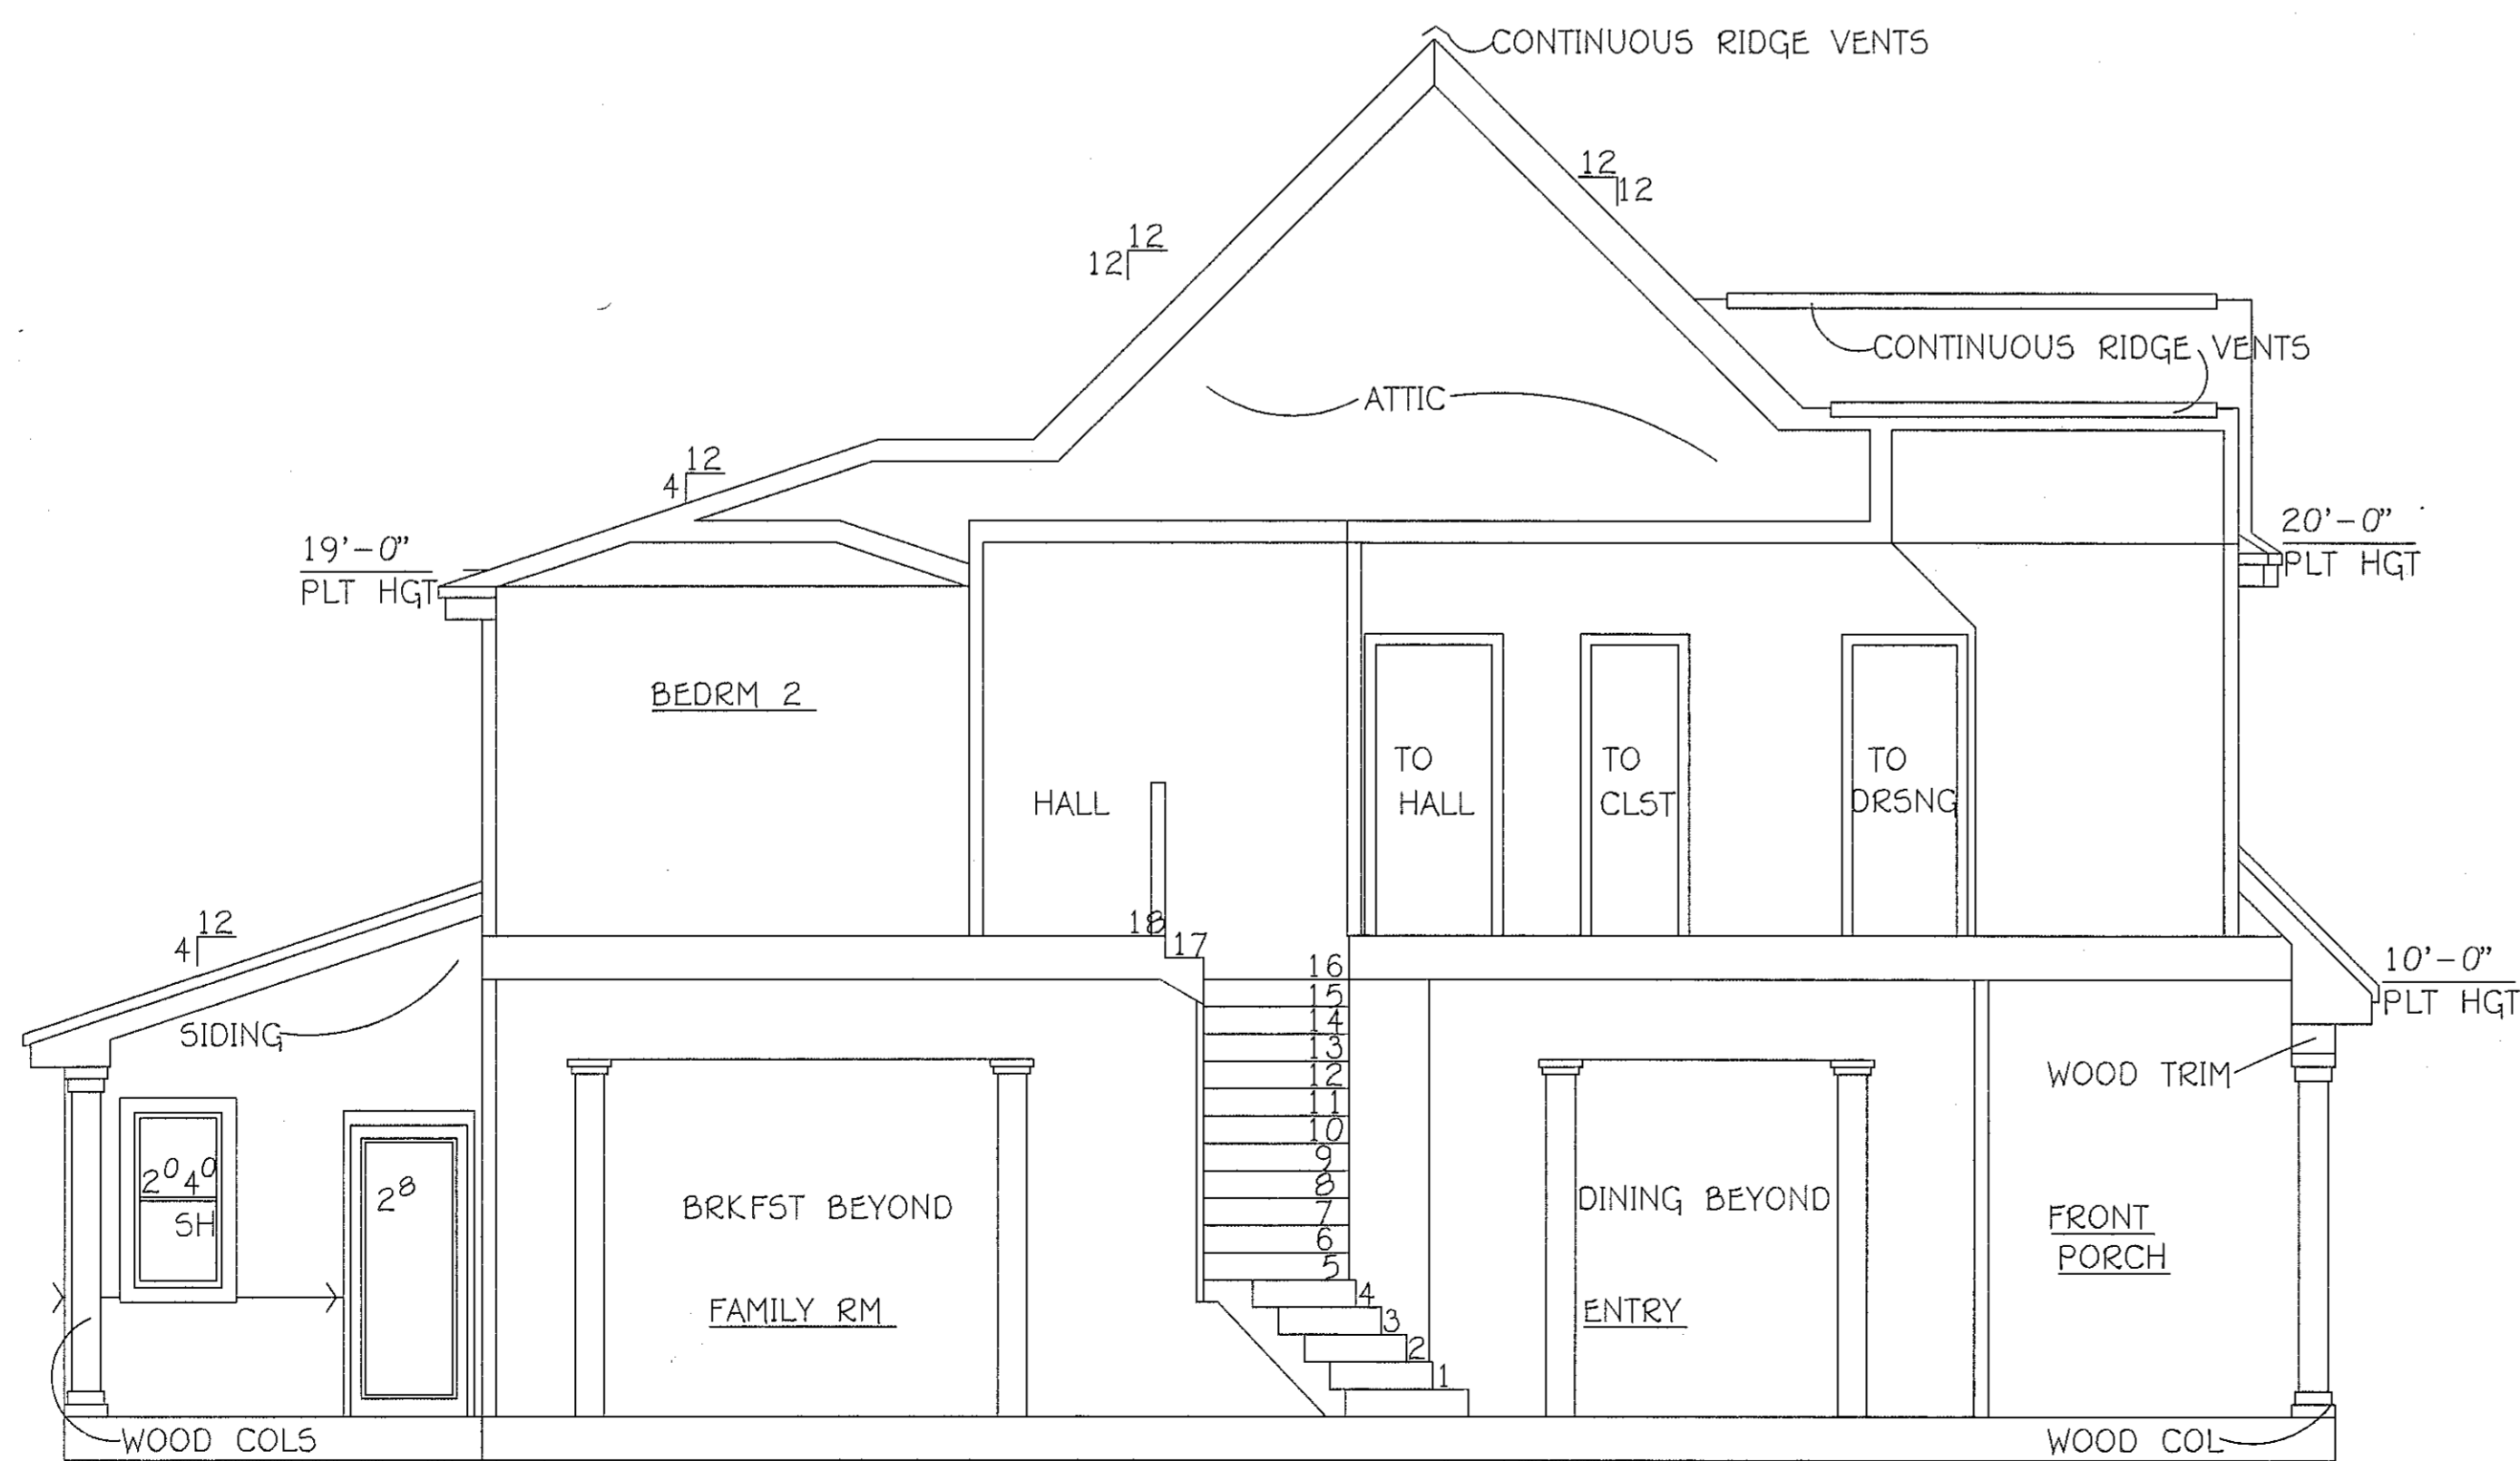 CONTINUOUS RIDGE VENTS
12
12
12
12
CONTINUOUS RIDGE VENTS
ATTIC
12
4
19'-0"
PLT HGT
20'-0"
PLT HGT
BEDRM 2
HALL
TO
HALL
TO
CLST
TO
DRSNG
12
4
18
17
16
15
14
13
12
11
10
9
8
7
6
5
4
3
2
1
10'-0"
PLT HGT
SIDING
WOOD TRIM
2⁰4⁰
SH
2⁸
BRKFST BEYOND
DINING BEYOND
FRONT
PORCH
FAMILY RM
ENTRY
WOOD COLS
WOOD COL